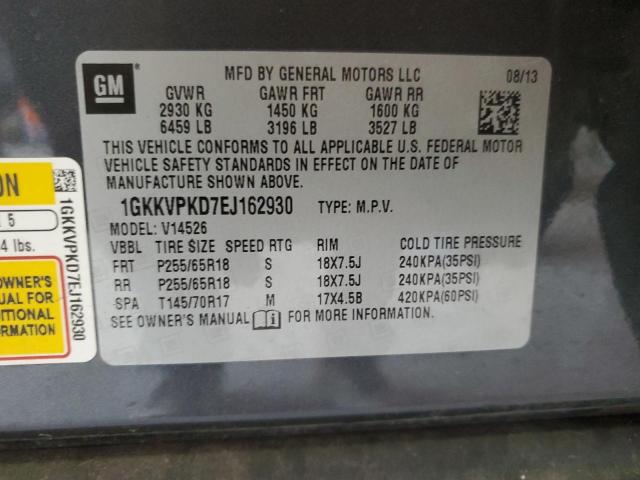 GM
MFD BY GENERAL MOTORS LLC 08/13
GVWR GAWR FRT GAWR RR
2930 KG 1450 KG 1600 KG
6459 LB 3196 LB 3527 LB
THIS VEHICLE CONFORMS TO ALL APPLICABLE U.S. FEDERAL MOTOR
VEHICLE SAFETY STANDARDS IN EFFECT ON THE DATE OF
MANUFACTURE SHOWN ABOVE.
1GKKVPKD7EJ162930 TYPE: M.P.V.
MODEL: V14526
VBBL TIRE SIZE SPEED RTG RIM COLD TIRE PRESSURE
FRT P255/65R18 S 18X7.5J 240KPA(35PSI)
RR P255/65R18 S 18X7.5J 240KPA(35PSI)
SPA T145/70R17 M 17X4.5B 420KPA(60PSI)
SEE OWNER'S MANUAL FOR MORE INFORMATION.
ON
5
4 lbs.
OWNER'S
UAL FOR
DITIONAL
ORMATION
1GKKVPKD7EJ162930